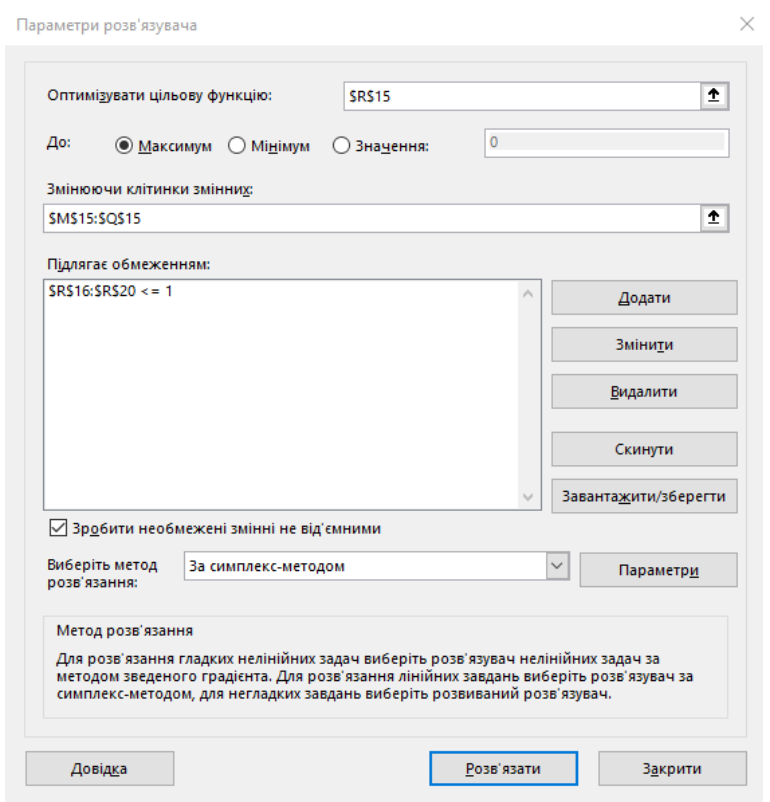 Параметри розв'язувача
Оптимізувати цільову функцію:
$R$15
До:
Максимум
Мінімум
Значення:
0
Змінюючи клітинки змінних:
$M$15:$Q$15
Підлягає обмеженням:
$R$16:$R$20 <= 1
Додати
Змінити
Видалити
Скинути
Завантажити/зберегти
Зробити необмежені змінні не від'ємними
Виберіть метод
розв'язання:
За симплекс-методом
Параметри
Метод розв'язання
Для розв'язання гладких нелінійних задач виберіть розв'язувач нелінійних задач за
методом зведеного градієнта. Для розв'язання лінійних завдань виберіть розв'язувач за
симплекс-методом, для негладких завдань виберіть розвиваний розв'язувач.
Довідка
Розв'язати
Закрити